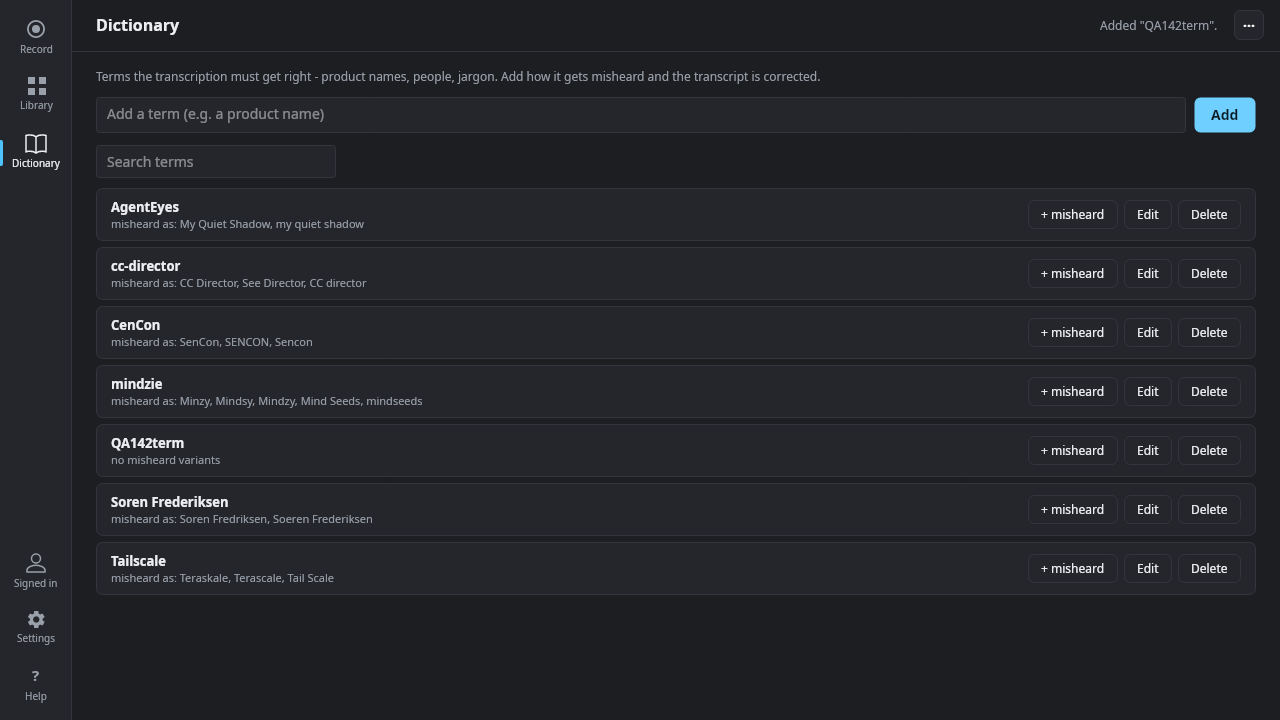 Record
Library
Dictionary
Signed in
Settings
?
Help
Dictionary
Added "QA142term".
...
Terms the transcription must get right - product names, people, jargon. Add how it gets misheard and the transcript is corrected.
Add a term (e.g. a product name)
Add
Search terms
AgentEyes
misheard as: My Quiet Shadow, my quiet shadow
+ misheard Edit Delete
cc-director
misheard as: CC Director, See Director, CC director
+ misheard Edit Delete
CenCon
misheard as: SenCon, SENCON, Sencon
+ misheard Edit Delete
mindzie
misheard as: Minzy, Mindsy, Mindzy, Mind Seeds, mindseeds
+ misheard Edit Delete
QA142term
no misheard variants
+ misheard Edit Delete
Soren Frederiksen
misheard as: Soren Fredriksen, Soeren Frederiksen
+ misheard Edit Delete
Tailscale
misheard as: Teraskale, Terascale, Tail Scale
+ misheard Edit Delete